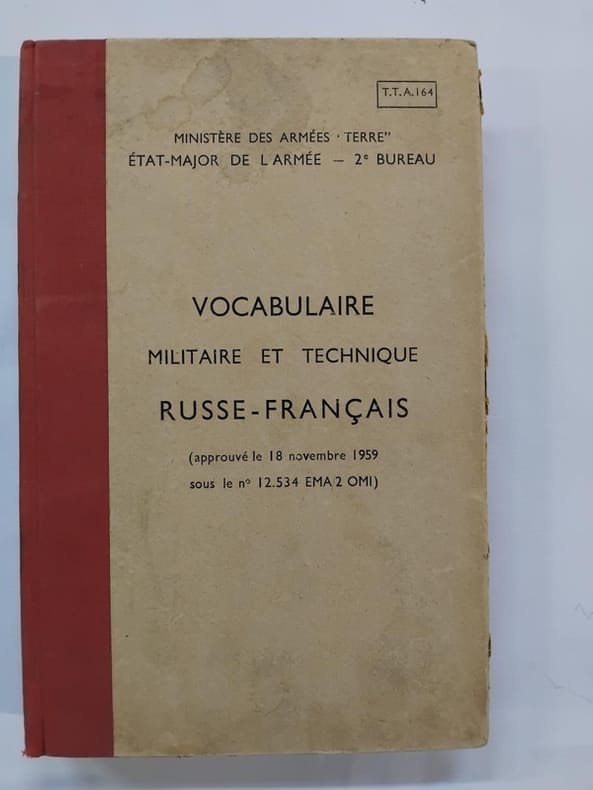 T.T.A.164
MINISTÈRE DES ARMÉES "TERRE"
ÉTAT-MAJOR DE L'ARMÉE — 2e BUREAU
VOCABULAIRE
MILITAIRE ET TECHNIQUE
RUSSE-FRANÇAIS
(approuvé le 18 novembre 1959
sous le nº 12.534 EMA/2 OMI)